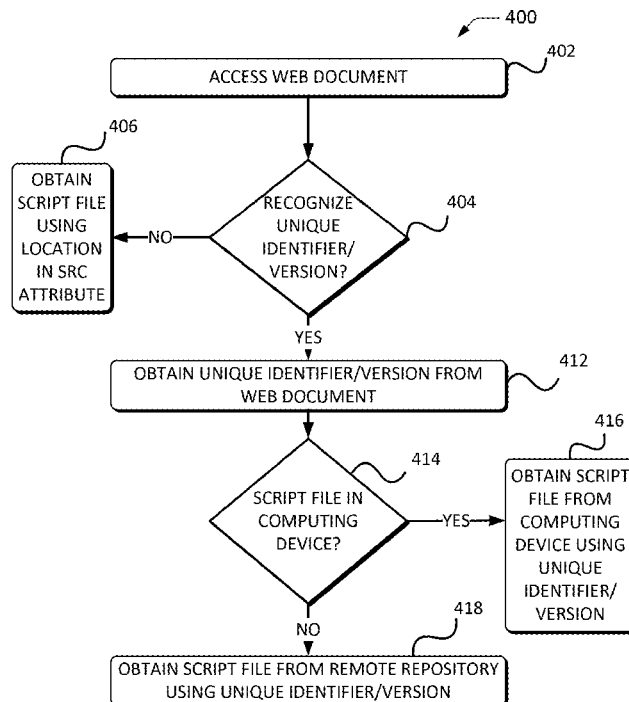 400
ACCESS WEB DOCUMENT
402
406
OBTAIN
SCRIPT FILE
USING
LOCATION
IN SRC
ATTRIBUTE
NO
RECOGNIZE
UNIQUE
IDENTIFIER/
VERSION?
404
YES
OBTAIN UNIQUE IDENTIFIER/VERSION FROM
WEB DOCUMENT
412
414
SCRIPT FILE IN
COMPUTING
DEVICE?
YES
416
OBTAIN SCRIPT
FILE FROM
COMPUTING
DEVICE USING
UNIQUE
IDENTIFIER/
VERSION
NO
418
OBTAIN SCRIPT FILE FROM REMOTE REPOSITORY
USING UNIQUE IDENTIFIER/VERSION